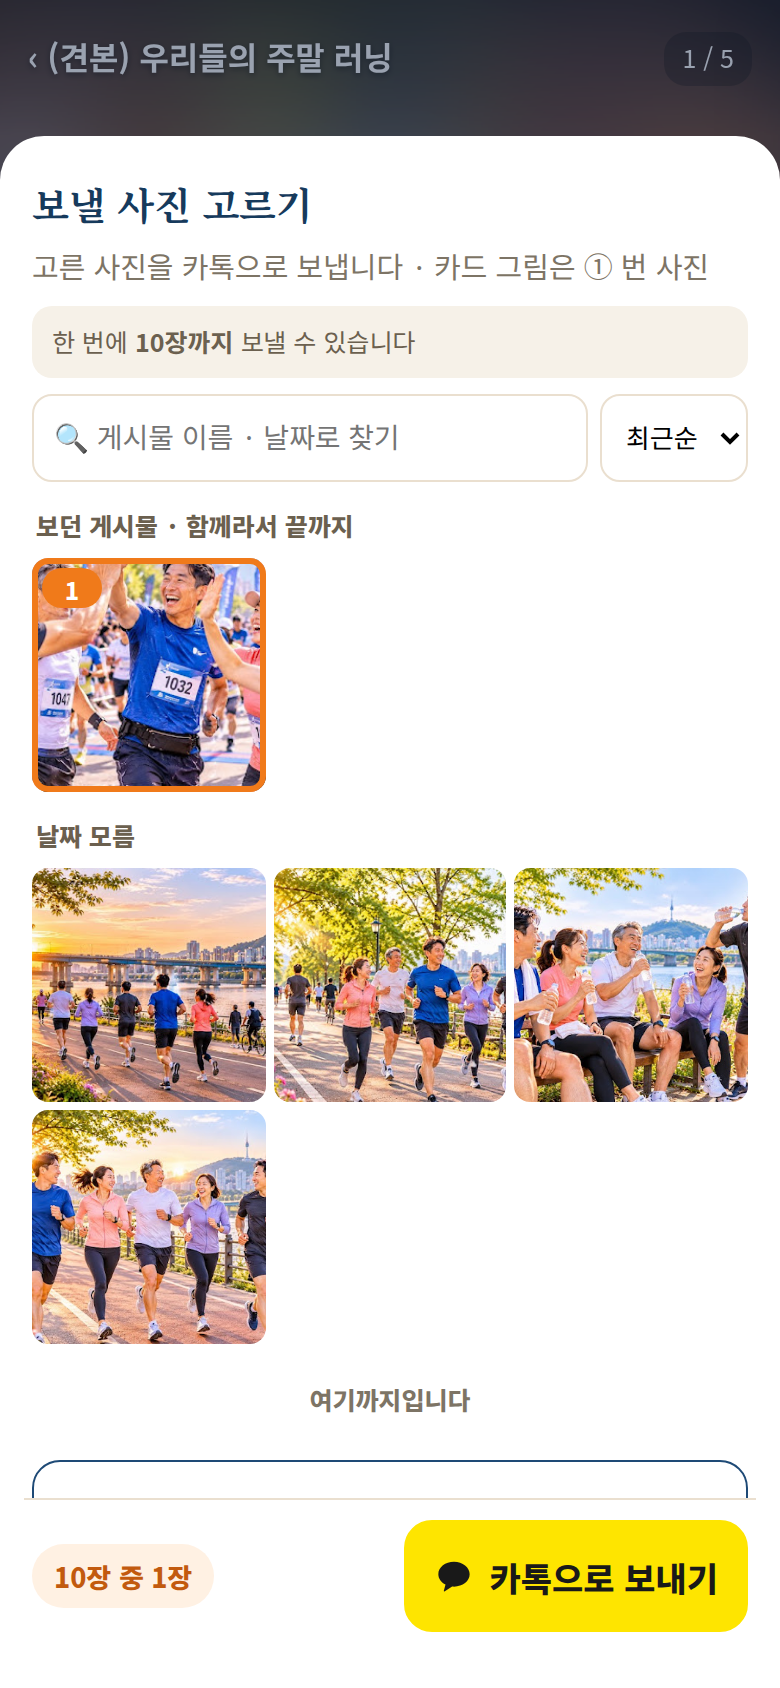 ‹ (견본) 우리들의 주말 러닝
1 / 5
보낼 사진 고르기
고른 사진을 카톡으로 보냅니다 · 카드 그림은 ① 번 사진
한 번에 10장까지 보낼 수 있습니다
🔍 게시물 이름 · 날짜로 찾기
최근순
보던 게시물 · 함께라서 끝까지
1
1047
1032
날짜 모름
여기까지입니다
10장 중 1장
카톡으로 보내기